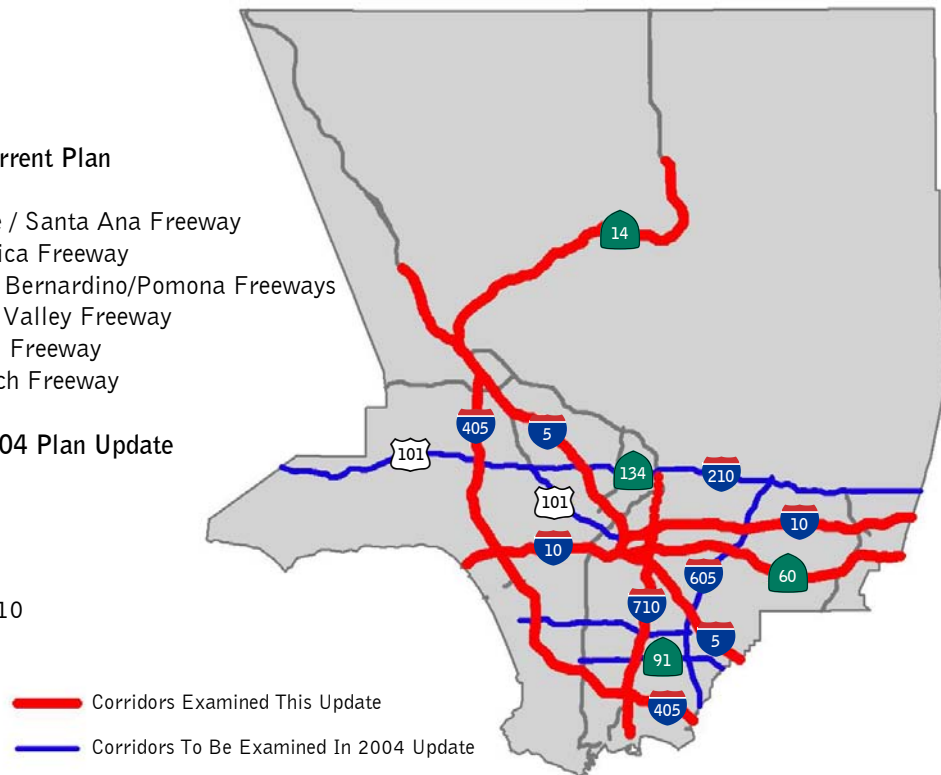 rrent Plan
/ Santa Ana Freeway
ica Freeway
Bernardino/Pomona Freeways
Valley Freeway
Freeway
ch Freeway
04 Plan Update
10
Corridors Examined This Update
Corridors To Be Examined In 2004 Update
14
405
5
101
134
210
101
10
10
605
60
710
5
91
405